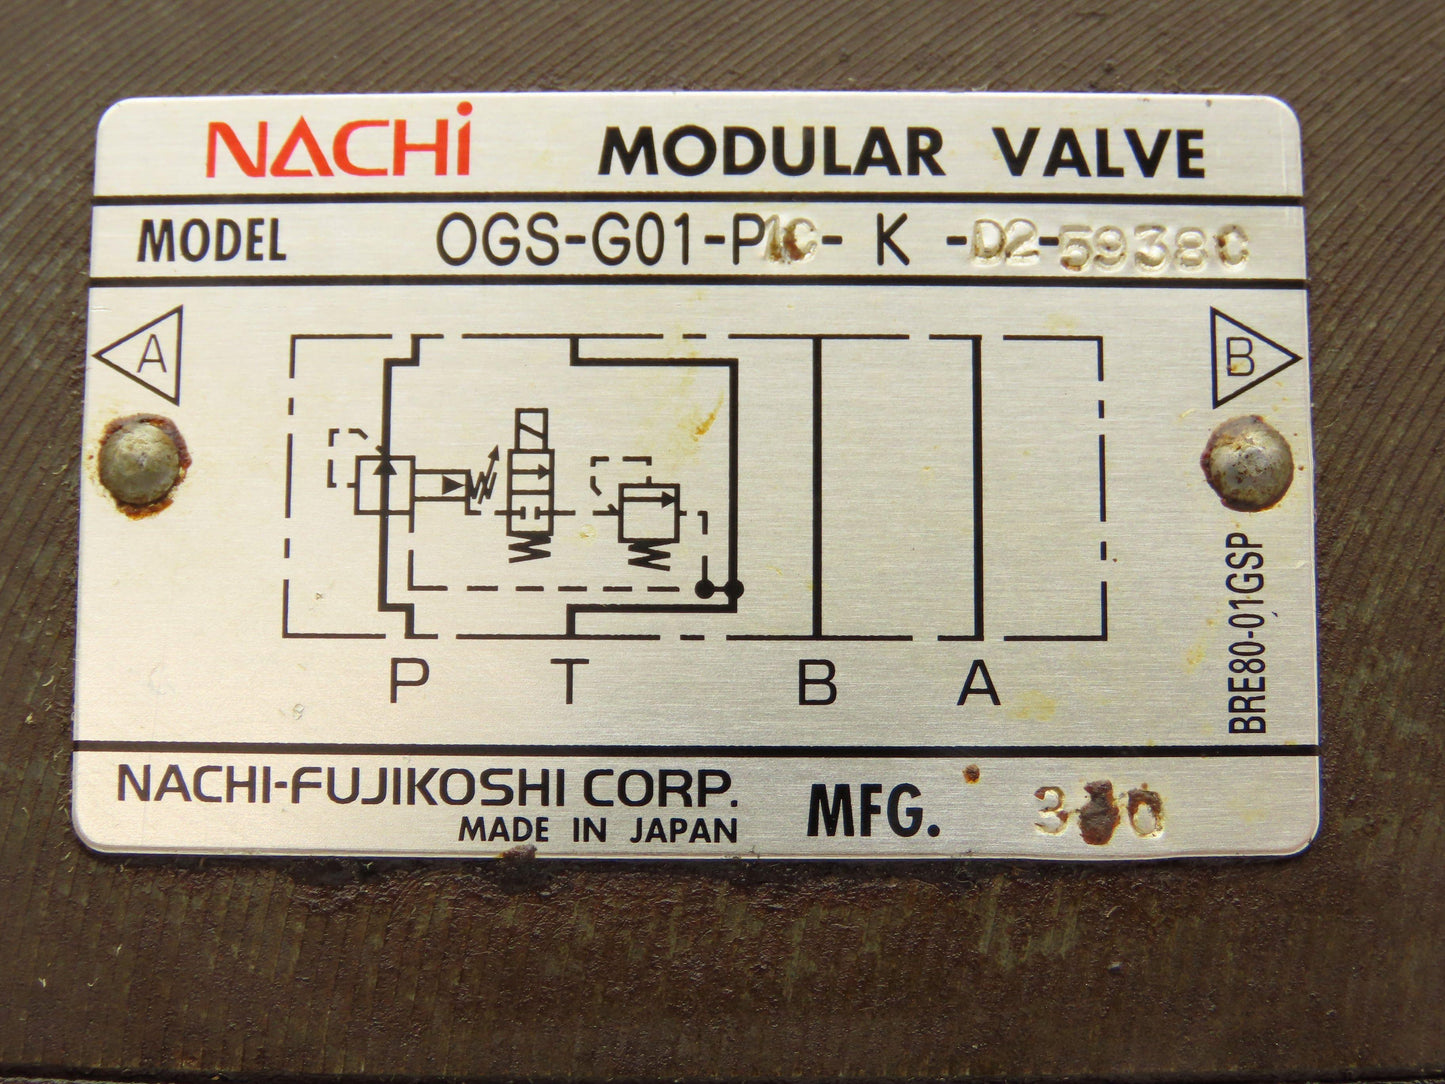 NACHi MODULAR VALVE
MODEL OGS-G01-P1C- K -D2-5938C
A
B
P T B A
BRE80-01GSP
NACHI-FUJIKOSHI CORP.
MADE IN JAPAN
MFG.